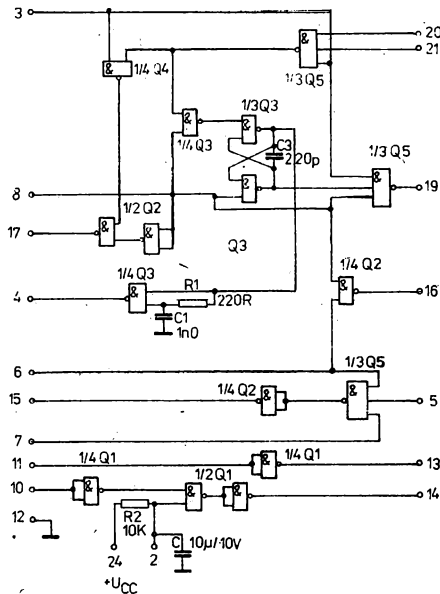 3
20
&
1/4 Q4
&
21
1/3 Q5
&
1/4 Q3
1/3 Q3
&
C3
220p
1/3 Q5
8
&
&
19
1/2 Q2
17
&
&
Q3
1/4 Q3
R1
1/4 Q2
4
&
220R
&
16
C1
1n0
6
1/3 Q5
15
1/4 Q2
&
&
5
7
11
1/4 Q1
1/4 Q1
&
13
10
&
1/2 Q1
&
&
14
12
R2
10K
C
10µ/10V
24
2
+UCC